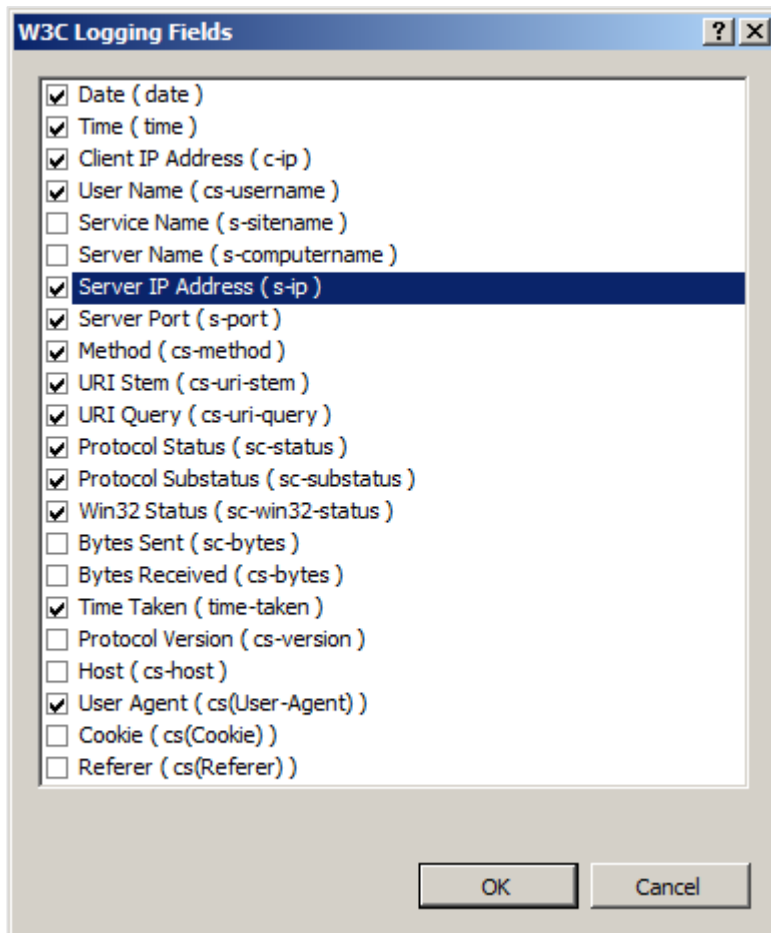 W3C Logging Fields
Date ( date )
Time ( time )
Client IP Address ( c-ip )
User Name ( cs-username )
Service Name ( s-sitename )
Server Name ( s-computername )
Server IP Address ( s-ip )
Server Port ( s-port )
Method ( cs-method )
URI Stem ( cs-uri-stem )
URI Query ( cs-uri-query )
Protocol Status ( sc-status )
Protocol Substatus ( sc-substatus )
Win32 Status ( sc-win32-status )
Bytes Sent ( sc-bytes )
Bytes Received ( cs-bytes )
Time Taken ( time-taken )
Protocol Version ( cs-version )
Host ( cs-host )
User Agent ( cs(User-Agent) )
Cookie ( cs(Cookie) )
Referer ( cs(Referer) )
OK Cancel